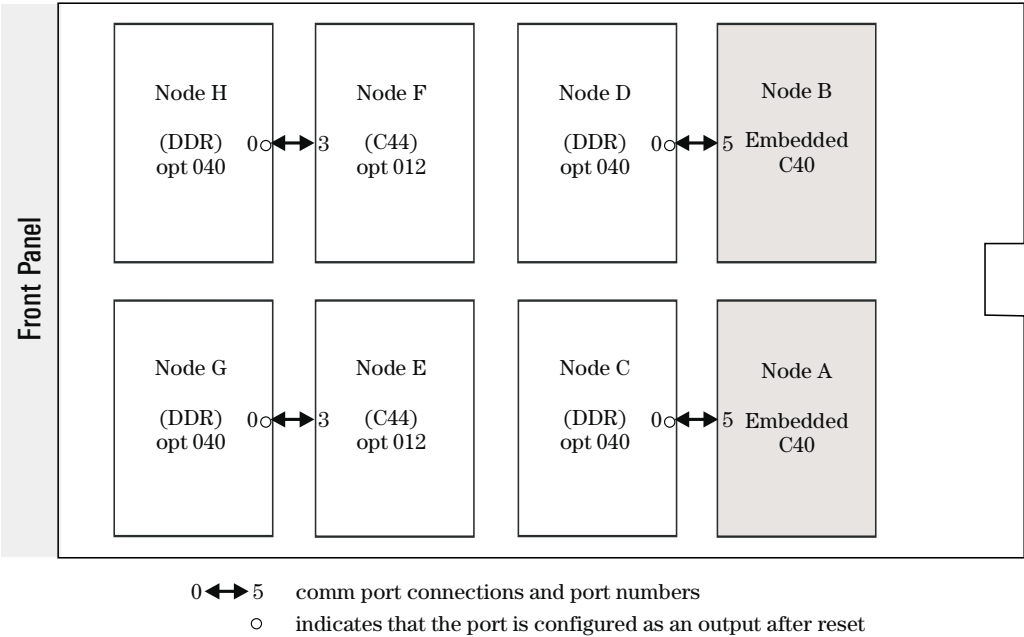 Front Panel
Node H
(DDR)
opt 040
0 3
Node F
(C44)
opt 012
Node D
(DDR)
opt 040
0 5
Node B
Embedded
C40
Node G
(DDR)
opt 040
0 3
Node E
(C44)
opt 012
Node C
(DDR)
opt 040
0 5
Node A
Embedded
C40
0 5 comm port connections and port numbers
indicates that the port is configured as an output after reset